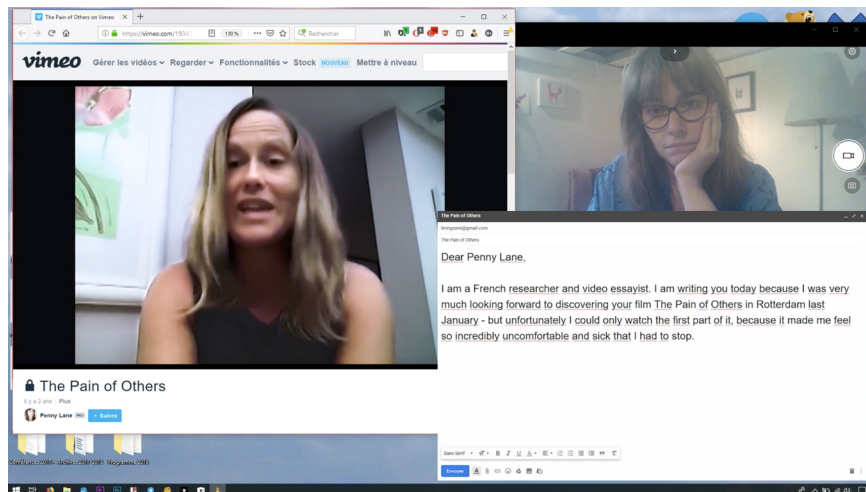 The Pain of Others on Vimeo
https://vimeo.com/1934
130%
Rechercher
vimeo
Gérer les vidéos
Regarder
Fonctionnalités
Stock NOUVEAU
Mettre à niveau
The Pain of Others
Il y a 2 ans
Plus
Penny Lane
+ Suivre
The Pain of Others
The Pain of Others
Dear Penny Lane,
I am a French researcher and video essayist. I am writing you today because I was very
much looking forward to discovering your film The Pain of Others in Rotterdam last
January - but unfortunately I could only watch the first part of it, because it made me feel
so incredibly uncomfortable and sick that I had to stop.
Sans Serif
Envoyer
Programme 2018